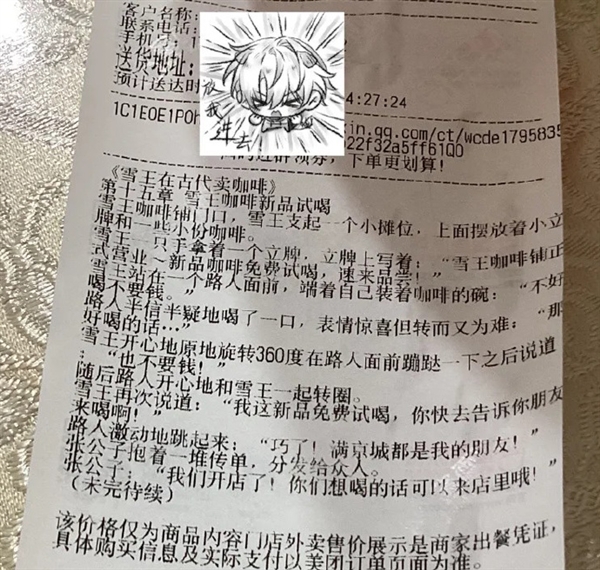 客户名称:
联系电话:
手机
送货地址:
预计送达时
4:27:24
放我进去
1C1E0E1P0H
in.qq.com/ct/wcde1795835
22f32a5ff61Q0
下单更划算!
《雪王在古代卖咖啡》
第十五章 雪王咖啡新品试喝
雪王咖啡铺门口,雪王支起一个小摊位,上面摆放着小立
牌和一些小份咖啡。
雪王一只手拿着一个立牌,立牌上写着:“雪王咖啡铺正
式营业~新品咖啡免费试喝,速来品尝!”
雪王站在一个路人面前,端着自己装着咖啡的碗:“不好
喝不要钱。”
路人半信半疑地喝了一口,表情惊喜但转而又为难:“那
好喝的话…”
雪王开心地原地旋转360度在路人面前蹦跶一下之后说道
:“也不要钱!”
随后路人开心地和雪王一起转圈。
雪王再次说道:“我这新品免费试喝,你快去告诉你朋友
来喝啊!”
路人激动地跳起来:“巧了!满京城都是我的朋友!”
张公子抱着一堆传单,分发给众人。
张公子:“我们开店了!你们想喝的话可以来店里哦!”
(未完待续)
该价格仅为商品内容门店外卖售价展示是商家出餐凭证,
具体购买信息及实际支付以美团订单页面为准。